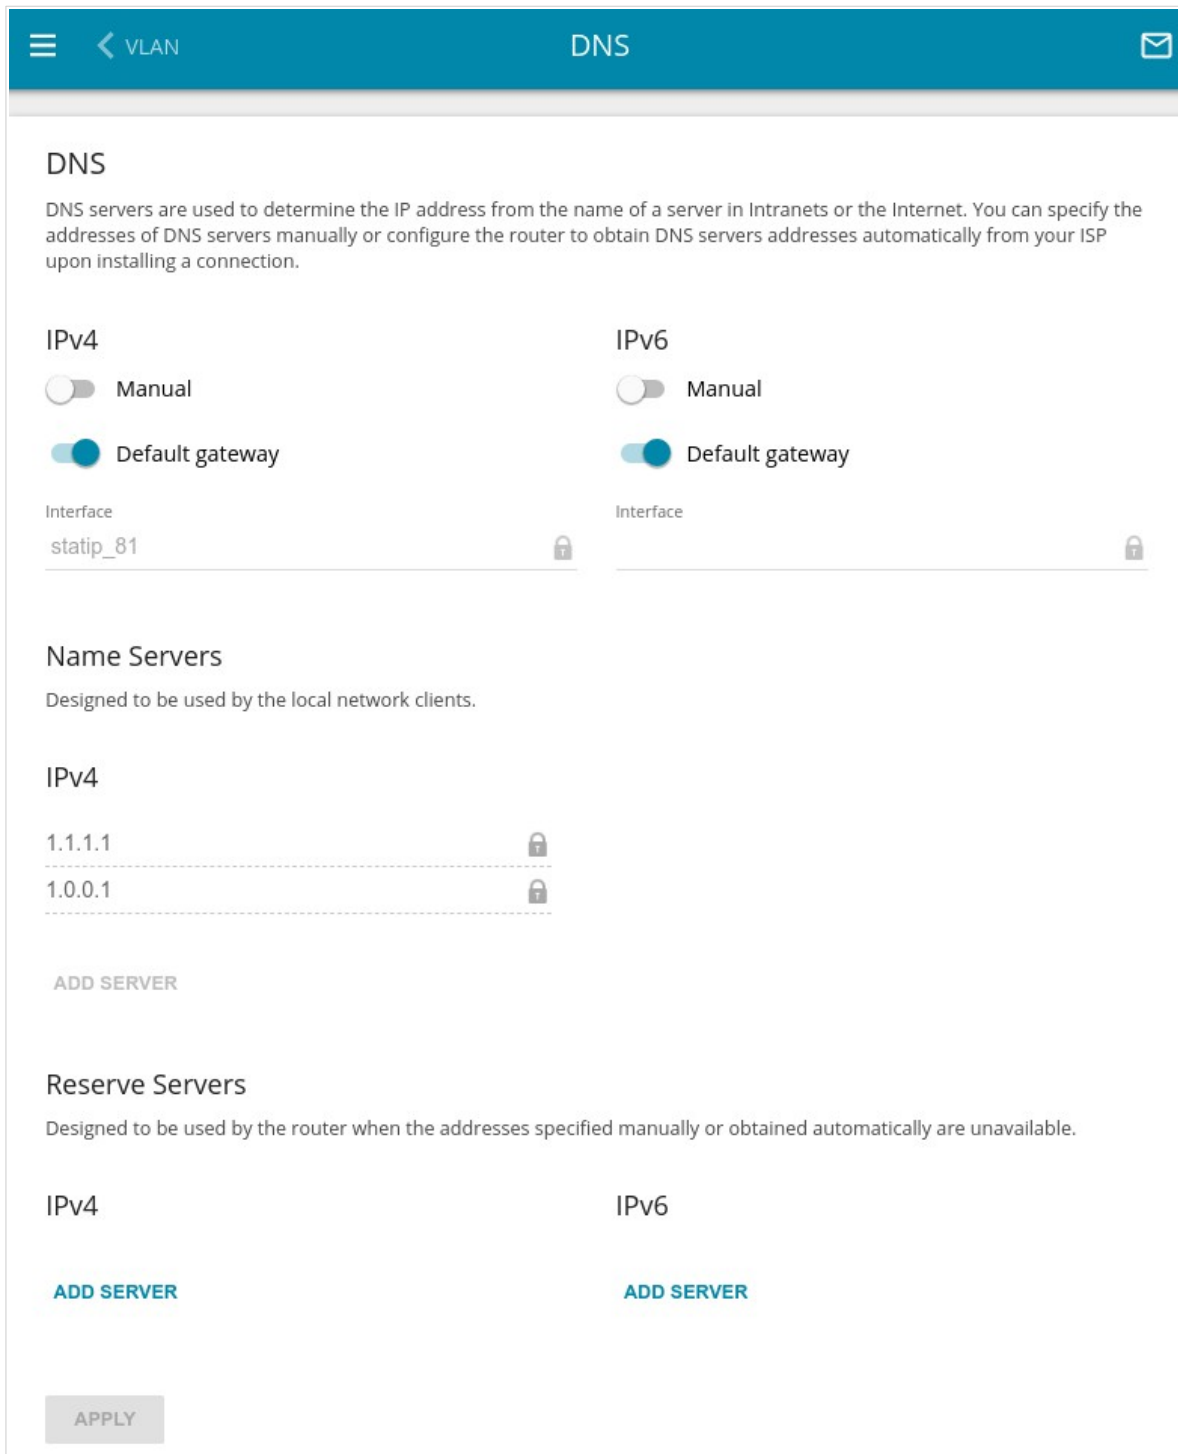 VLAN
DNS
DNS
DNS servers are used to determine the IP address from the name of a server in Intranets or the Internet. You can specify the
addresses of DNS servers manually or configure the router to obtain DNS servers addresses automatically from your ISP
upon installing a connection.
IPv4
IPv6
Manual
Manual
Default gateway
Default gateway
Interface
Interface
statip_81
Name Servers
Designed to be used by the local network clients.
IPv4
1.1.1.1
1.0.0.1
ADD SERVER
Reserve Servers
Designed to be used by the router when the addresses specified manually or obtained automatically are unavailable.
IPv4
IPv6
ADD SERVER
ADD SERVER
APPLY